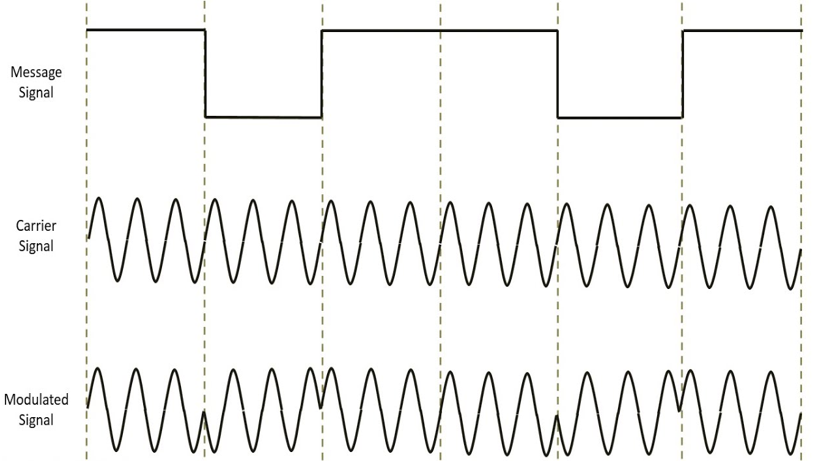 Message
Signal
Carrier
Signal
Modulated
Signal